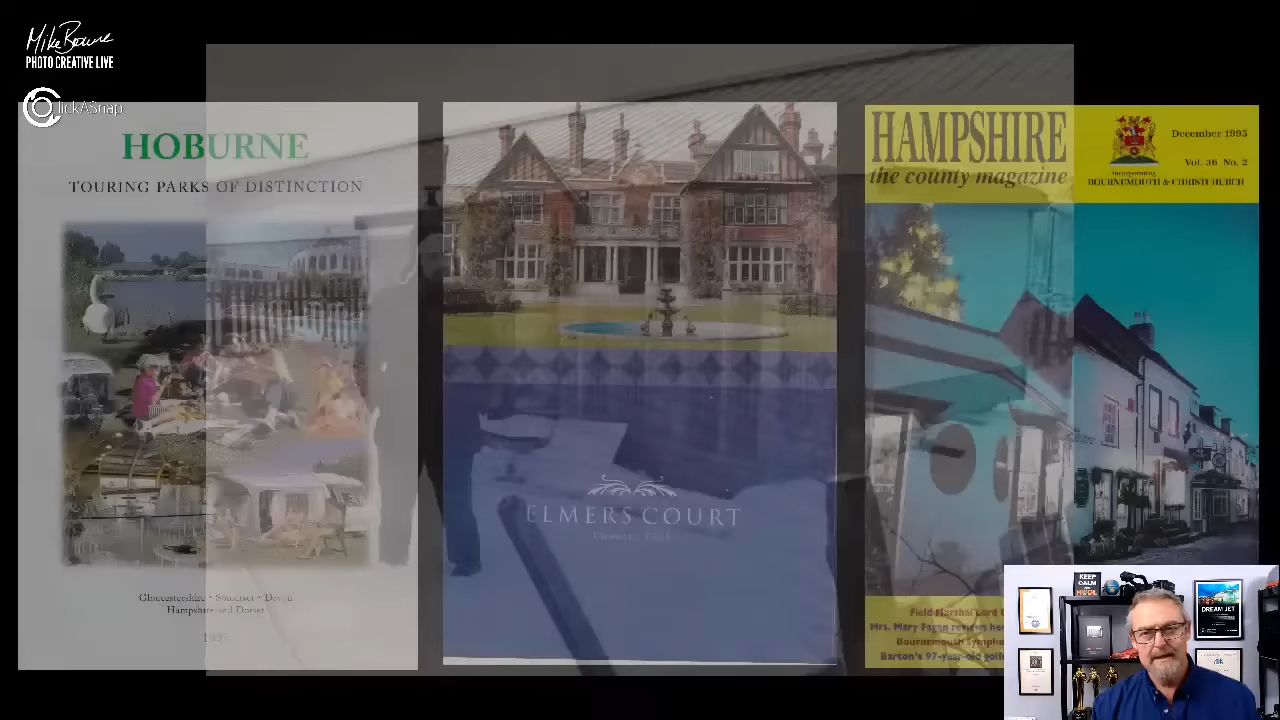 Mike Browne
PHOTO CREATIVE LIVE
ClickASnap
HOBURNE
TOURING PARKS OF DISTINCTION
Gloucestershire • Somerset • Devon
Hampshire and Dorset
ELMERS COURT
HAMPSHIRE
the county magazine
December 1995
Vol. 36 No. 2
incorporating
BOURNEMOUTH & CHRISTCHURCH
Field-Marshal Lord
Mrs. Mary Fagan reviews
Bournemouth
Barton's 97-year-old
KEEP
CALM
DREAM JET